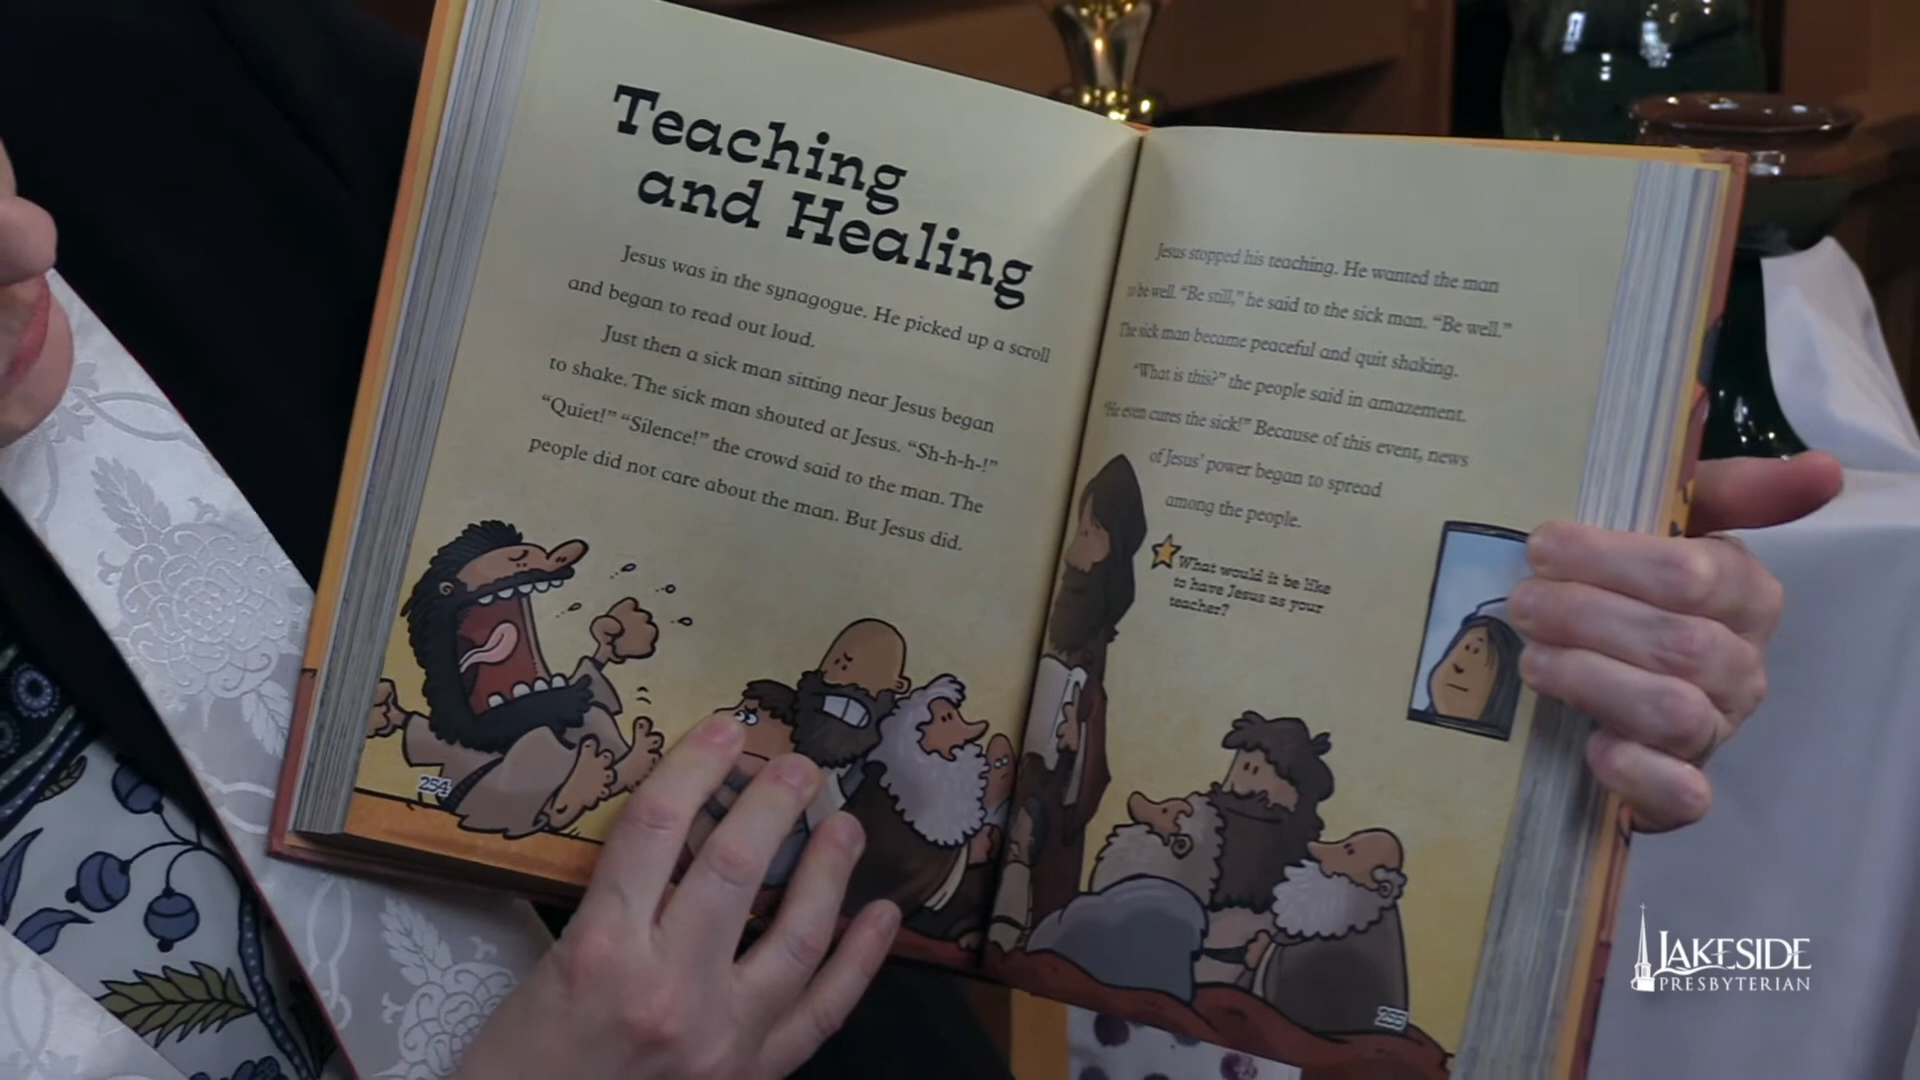 Teaching
and Healing
Jesus was in the synagogue. He picked up a scroll
and began to read out loud.
Just then a sick man sitting near Jesus began
to shake. The sick man shouted at Jesus. “Sh-h-h-!”
“Quiet!” “Silence!” the crowd said to the man. The
people did not care about the man. But Jesus did.
254
Jesus stopped his teaching. He wanted the man
to be well. “Be still,” he said to the sick man. “Be well.”
The sick man became peaceful and quit shaking.
“What is this?” the people said in amazement.
“He even cures the sick!” Because of this event, news
of Jesus’ power began to spread
among the people.
What would it be like
to have Jesus as your
teacher?
255
LAKESIDE
PRESBYTERIAN